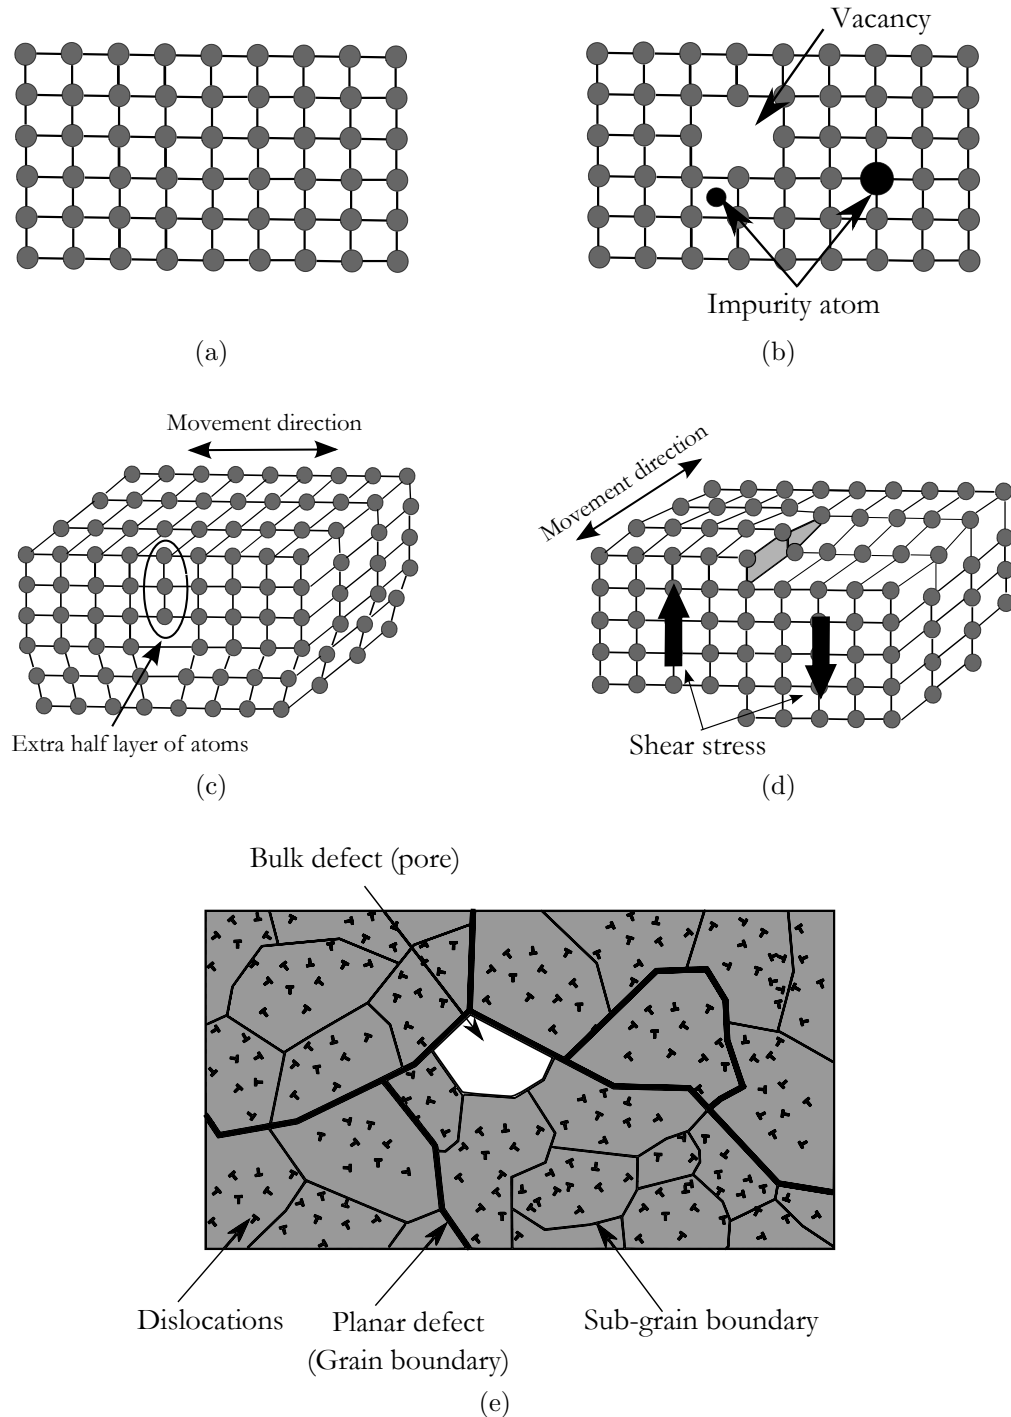 Vacancy
Impurity atom
(a)
(b)
Movement direction
Movement direction
Extra half layer of atoms
Shear stress
(c)
(d)
Bulk defect (pore)
Dislocations
Planar defect
(Grain boundary)
Sub-grain boundary
(e)